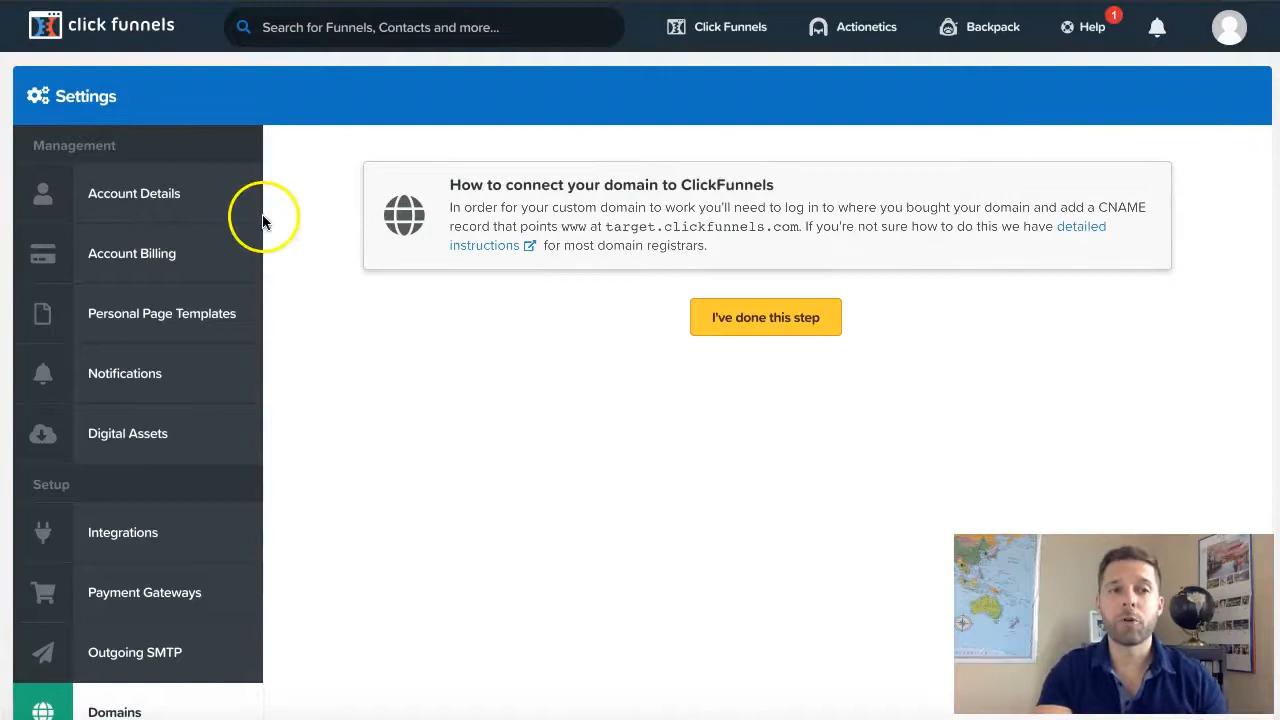 click funnels
Search for Funnels, Contacts and more...
Click Funnels
Actionetics
Backpack
Help
1
Settings
Management
Account Details
Account Billing
Personal Page Templates
Notifications
Digital Assets
Setup
Integrations
Payment Gateways
Outgoing SMTP
Domains
How to connect your domain to ClickFunnels
In order for your custom domain to work you'll need to log in to where you bought your domain and add a CNAME
record that points www at target.clickfunnels.com. If you're not sure how to do this we have detailed
instructions for most domain registrars.
I've done this step